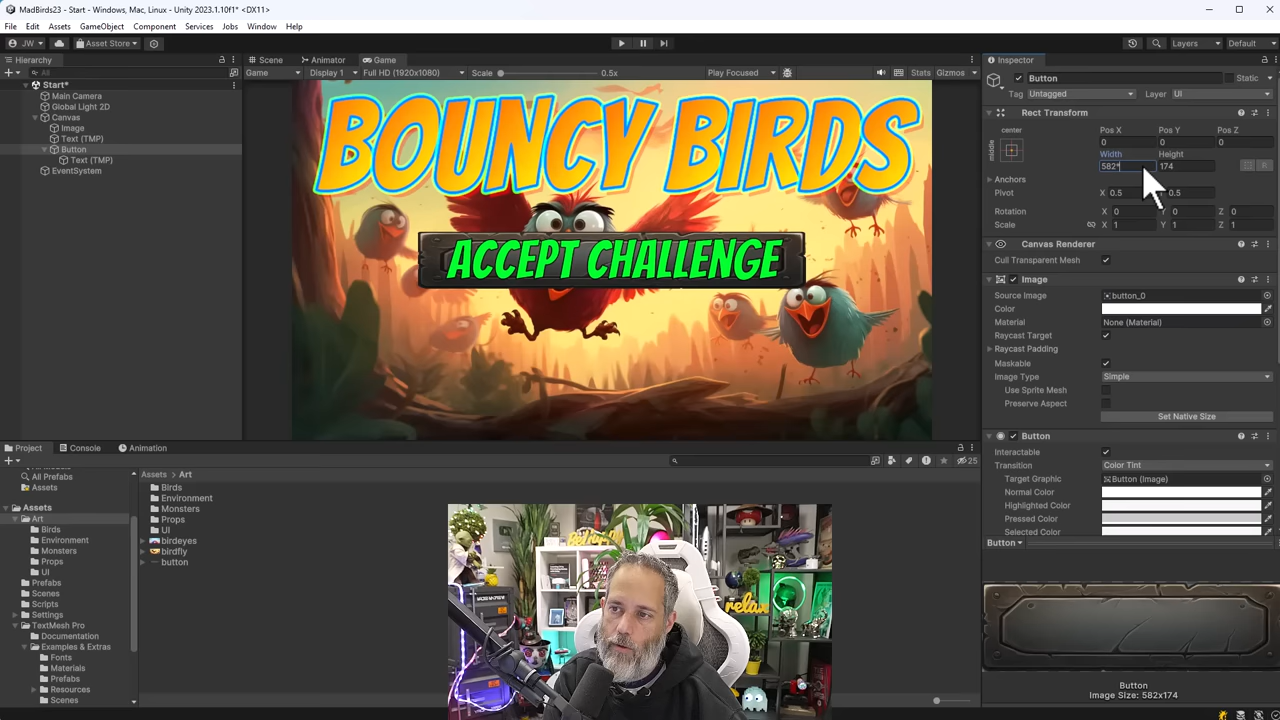 MadBirds23 - Start - Windows, Mac, Linux - Unity 2023.1.10f1* <DX11>
File Edit Assets GameObject Component Services Jobs Window Help
JW Asset Store Layers Default
Hierarchy
All
Start*
Main Camera
Global Light 2D
Canvas
Image
Text (TMP)
Button
Text (TMP)
EventSystem
Scene Animator Game
Game Display 1 Full HD (1920x1080) Scale 0.5x Play Focused Stats Gizmos
BOUNCY BIRDS
ACCEPT CHALLENGE
Inspector
Button Static
Tag Untagged Layer UI
Rect Transform
center Pos X Pos Y Pos Z
middle 0 0 0
Width Height
582* 174 R
Anchors
Pivot X 0.5 0.5
Rotation X 0 Y 0 Z 0
Scale X 1 Y 1 Z 1
Canvas Renderer
Cull Transparent Mesh
Image
Source Image button_0
Color
Material None (Material)
Raycast Target
Raycast Padding
Maskable
Image Type Simple
Use Sprite Mesh
Preserve Aspect
Set Native Size
Button
Interactable
Transition Color Tint
Target Graphic Button (Image)
Normal Color
Highlighted Color
Pressed Color
Selected Color
Button
Button
Image Size: 582x174
Project Console Animation
25
All Prefabs
Assets
Assets
Art
Birds
Environment
Monsters
Props
UI
Prefabs
Scenes
Scripts
Settings
TextMesh Pro
Documentation
Examples & Extras
Fonts
Materials
Prefabs
Resources
Scenes
Assets > Art
Birds
Environment
Monsters
Props
UI
birdeyes
birdfly
button
relax